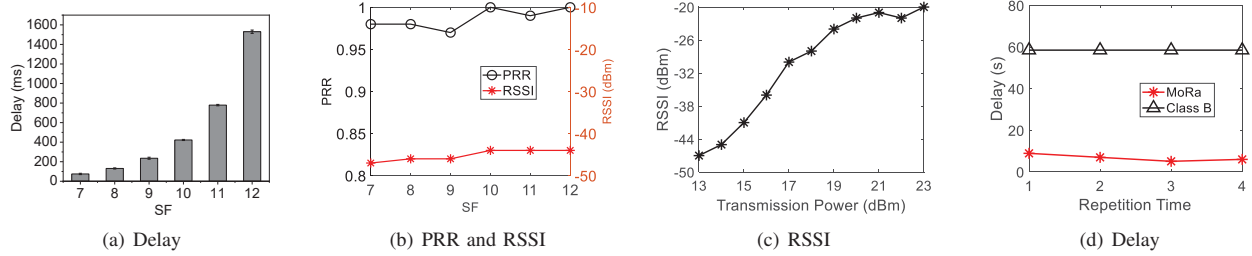 1600
1400
1200
1000
800
600
400
200
0
Delay (ms)
7 8 9 10 11 12
SF
(a) Delay
1
0.95
0.9
0.85
0.8
PRR
PRR
RSSI
-10
-20
-30
-40
-50
RSSI (dBm)
7 8 9 10 11 12
SF
(b) PRR and RSSI
-20
-26
-32
-38
-44
-50
RSSI (dBm)
13 15 17 19 21 23
Transmission Power (dBm)
(c) RSSI
80
60
40
20
0
Delay (s)
MoRa
Class B
1 2 3 4
Repetition Time
(d) Delay